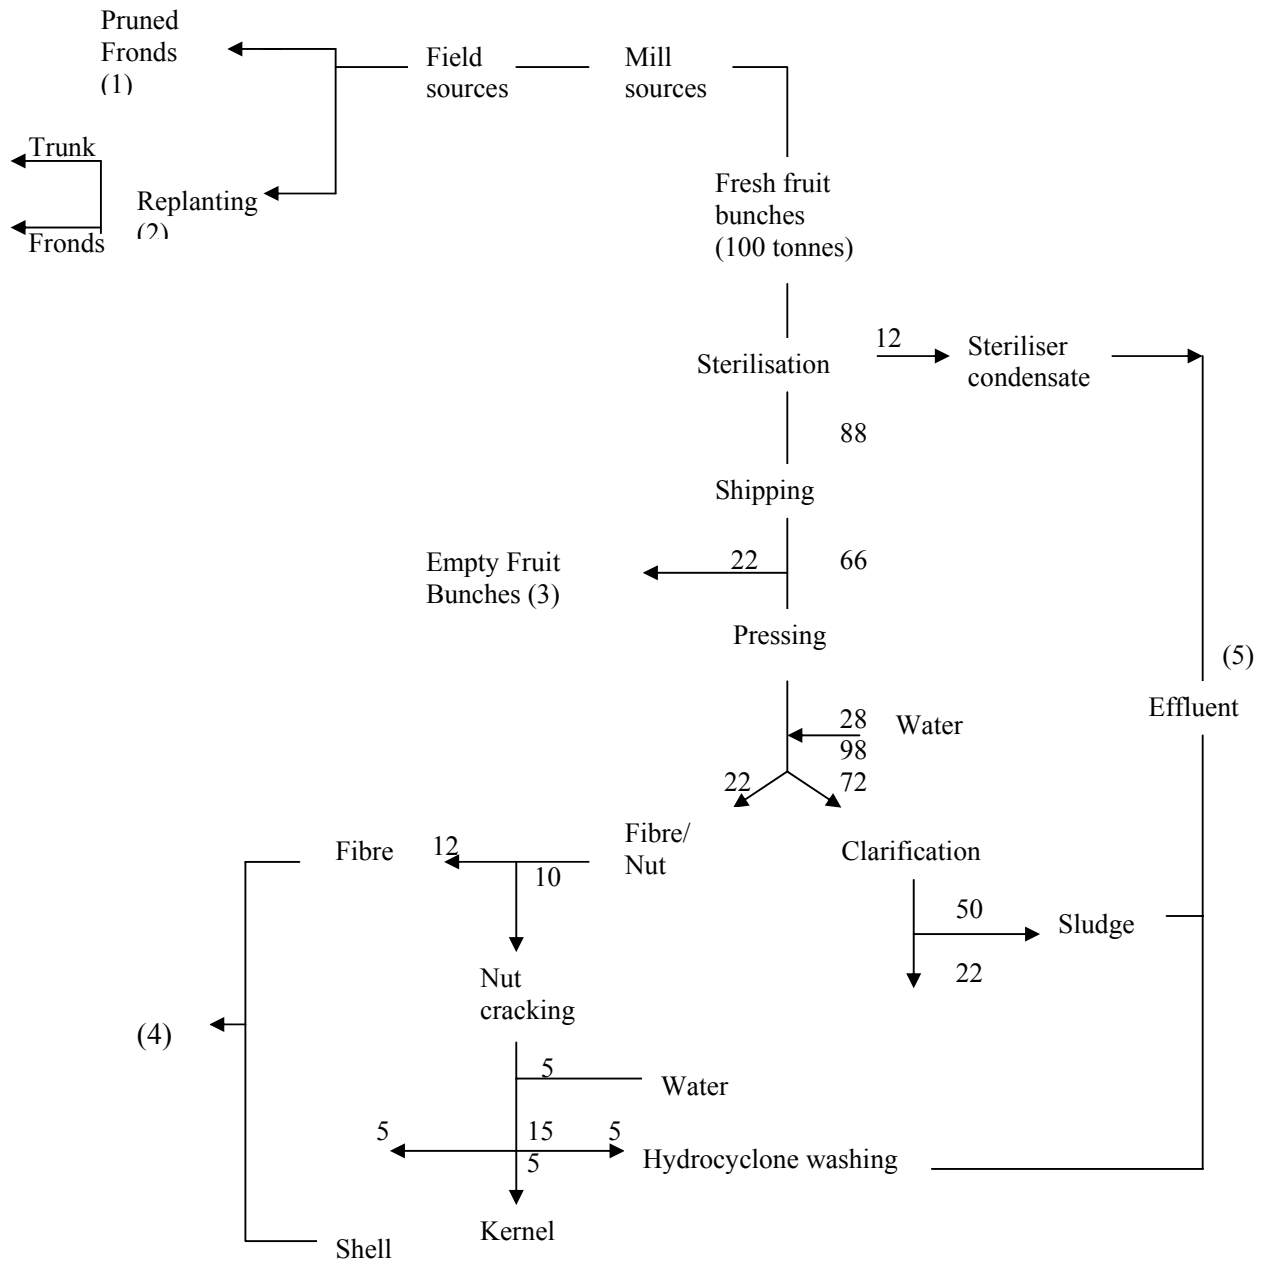 Pruned
Fronds
(1)
Field
sources
Mill
sources
Trunk
Replanting
(2)
Fronds
Fresh fruit
bunches
(100 tonnes)
12
Sterilisation
Steriliser
condensate
88
Shipping
Empty Fruit
Bunches (3)
22
66
Pressing
(5)
Effluent
28
Water
98
22
72
Fibre/
Nut
Clarification
Fibre
12
10
50
Sludge
22
Nut
cracking
(4)
5
Water
5
15
5
5
Hydrocyclone washing
Kernel
Shell